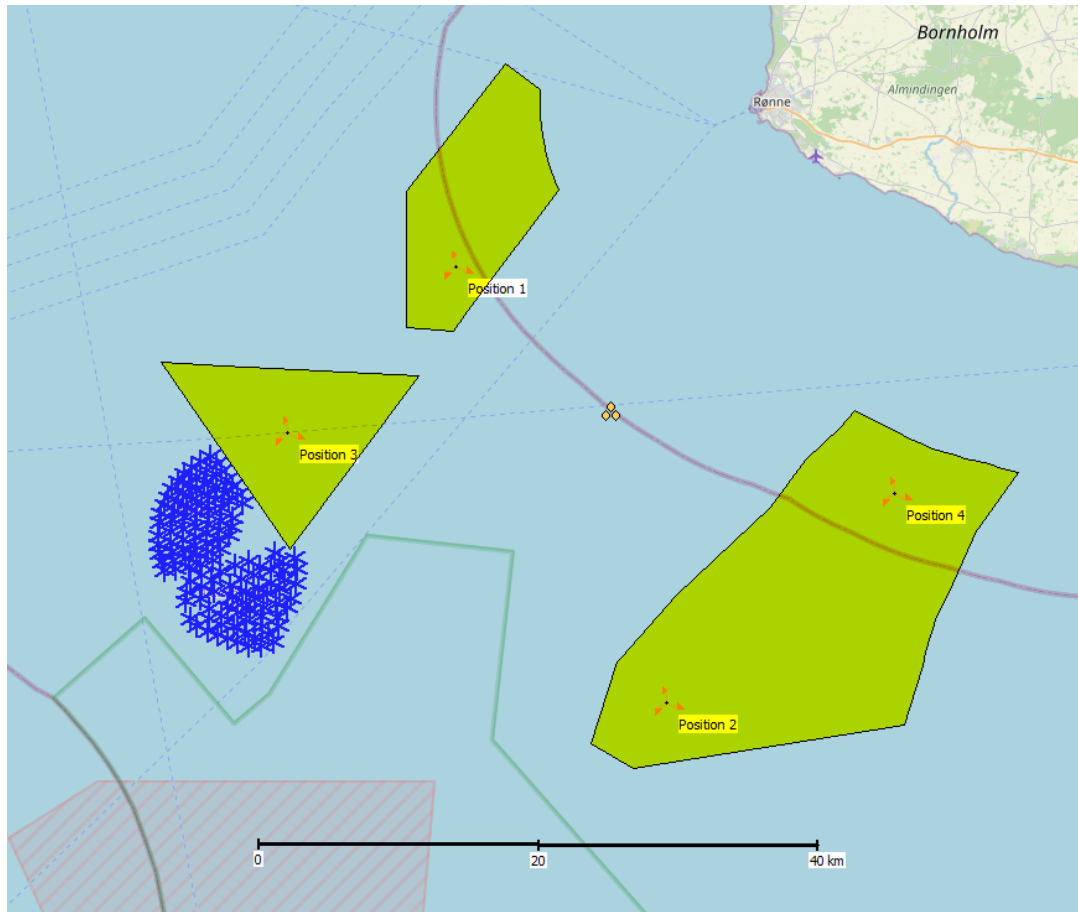 Bornholm
Almindingen
Rønne
Position 1
Position 3
Position 4
Position 2
0
20
40 km